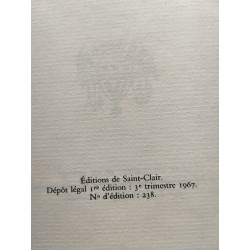 Éditions de Saint-Clair.
Dépôt légal 1re édition : 3e trimestre 1967.
No d'édition : 238.